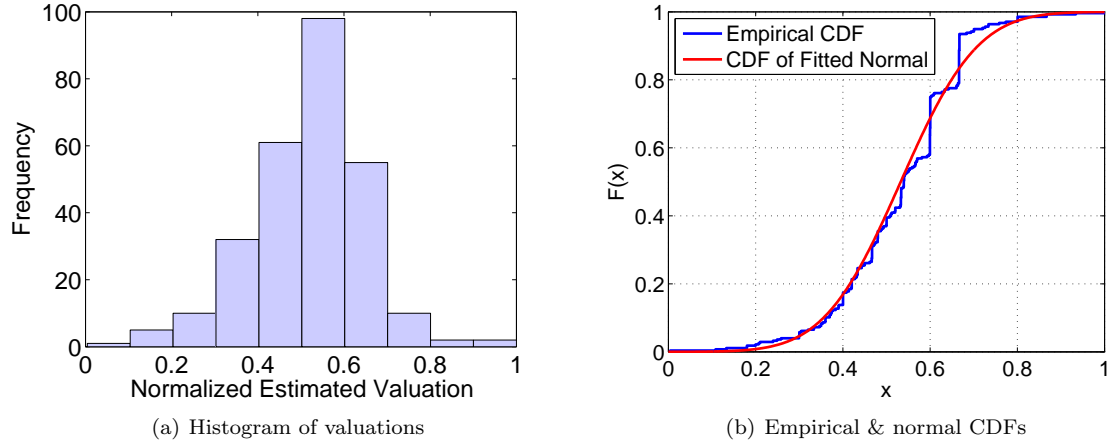 100
80
60
40
20
0
Frequency
0
0.2
0.4
0.6
0.8
1
Normalized Estimated Valuation
(a) Histogram of valuations
1
0.8
0.6
0.4
0.2
0
F(x)
Empirical CDF
CDF of Fitted Normal
0.2
0.4
0.6
0.8
1
x
(b) Empirical & normal CDFs